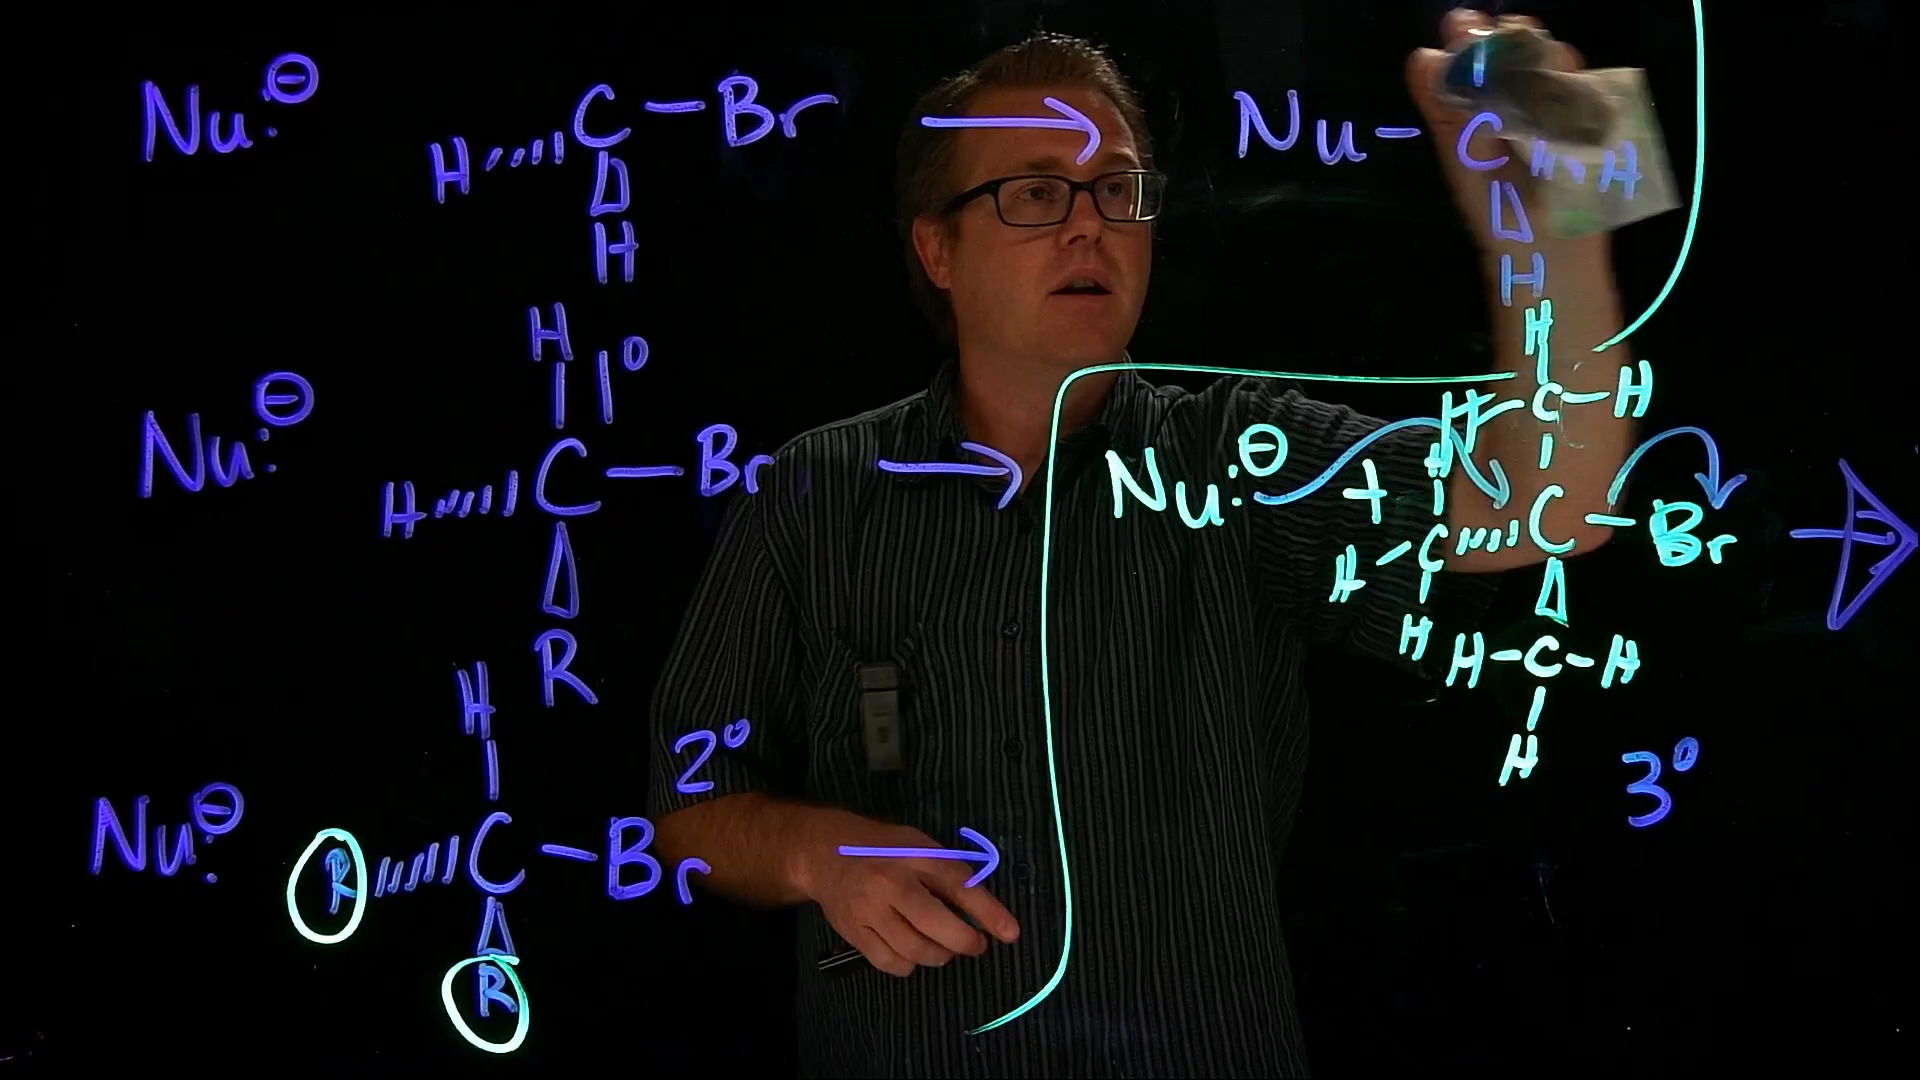 Nu:⊖ H C – Br → Nu – C H
H H
H 1°
Nu:⊖ H C – Br →
R
H 2°
Nu:⊖ R C – Br →
R
H
H – C – H
Nu:⊖ + H
H – C C – Br
H H – C – H
H
3°